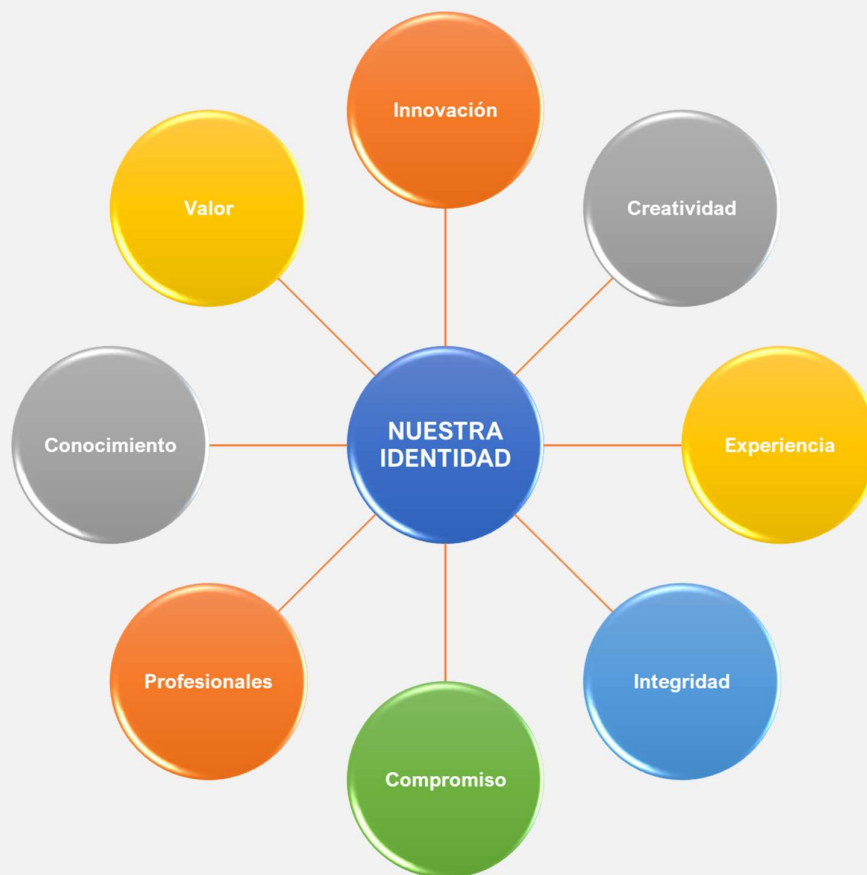 Innovación
Creatividad
Experiencia
Integridad
Compromiso
Profesionales
Conocimiento
Valor
NUESTRA
IDENTIDAD